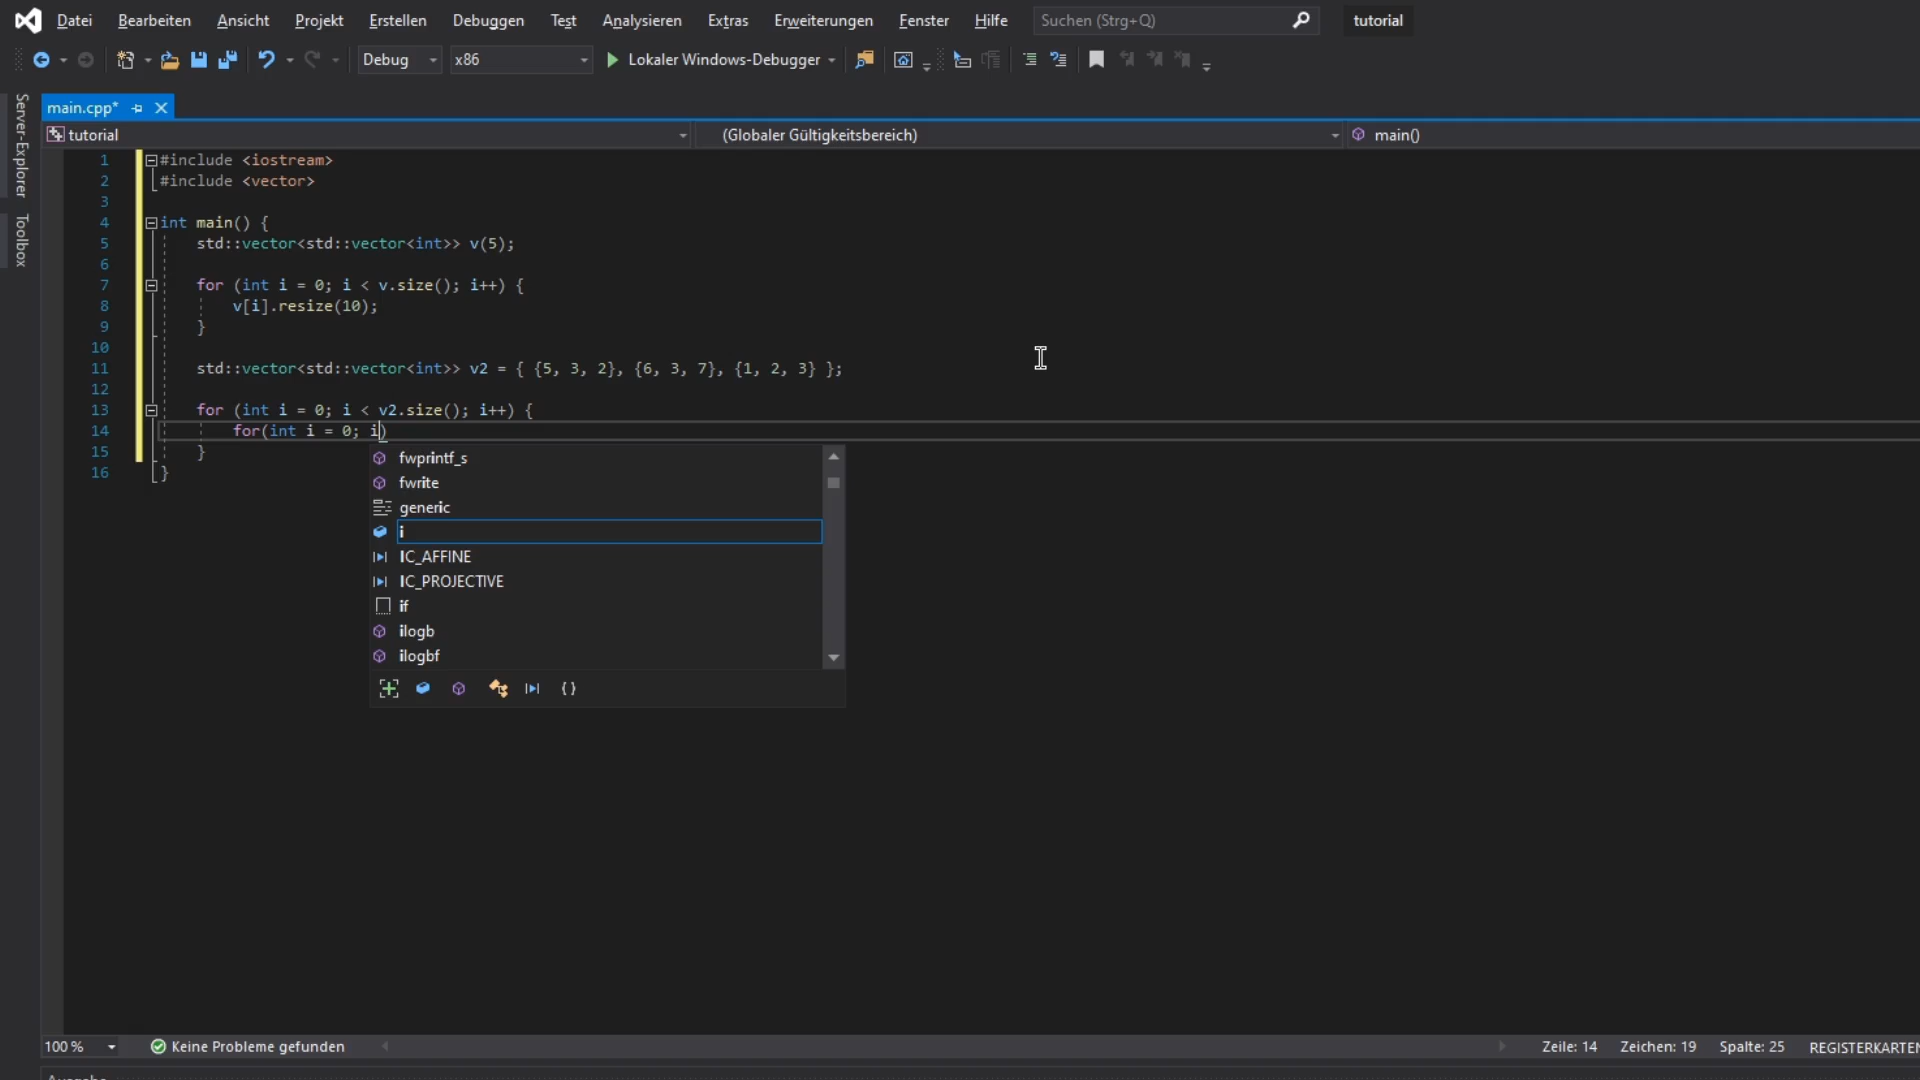 Datei Bearbeiten Ansicht Projekt Erstellen Debuggen Test Analysieren Extras Erweiterungen Fenster Hilfe Suchen (Strg+Q) tutorial
Debug x86 Lokaler Windows-Debugger
Server-Explorer
Toolbox
main.cpp*
tutorial (Globaler Gültigkeitsbereich) main()
1 #include <iostream>
2 #include <vector>
3
4 int main() {
5 std::vector<std::vector<int>> v(5);
6
7 for (int i = 0; i < v.size(); i++) {
8 v[i].resize(10);
9 }
10
11 std::vector<std::vector<int>> v2 = { {5, 3, 2}, {6, 3, 7}, {1, 2, 3} };
12
13 for (int i = 0; i < v2.size(); i++) {
14 for(int i = 0; i)
15 }
16 }
fwprintf_s
fwrite
generic
i
IC_AFFINE
IC_PROJECTIVE
if
ilogb
ilogbf
100 % Keine Probleme gefunden Zeile: 14 Zeichen: 19 Spalte: 25 REGISTERKARTEN
Ausgabe